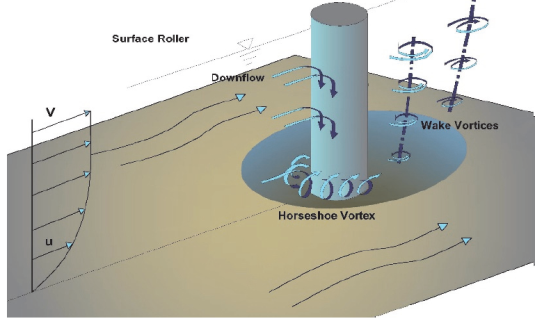 Surface Roller
Downflow
V
Wake Vortices
u
Horseshoe Vortex